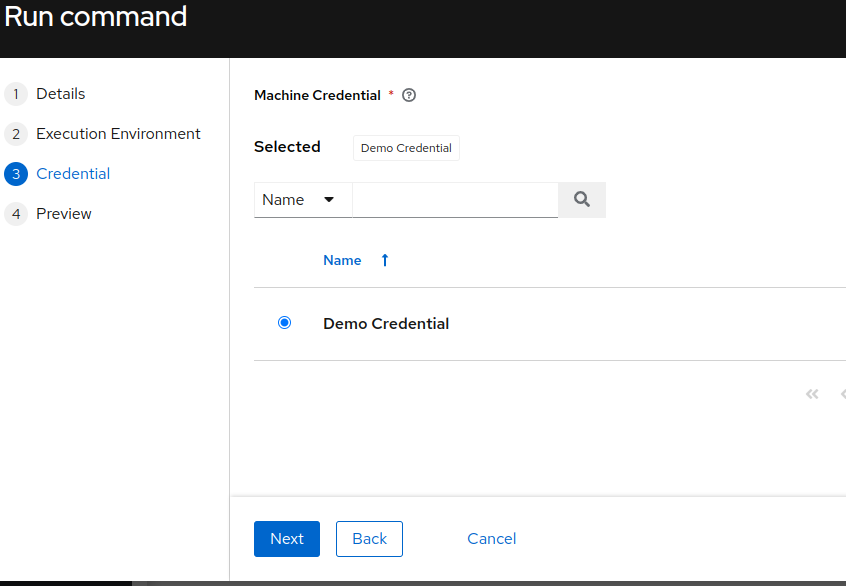 Run command
1 Details
2 Execution Environment
3 Credential
4 Preview
Machine Credential *
Selected Demo Credential
Name
Name
Demo Credential
Next Back Cancel